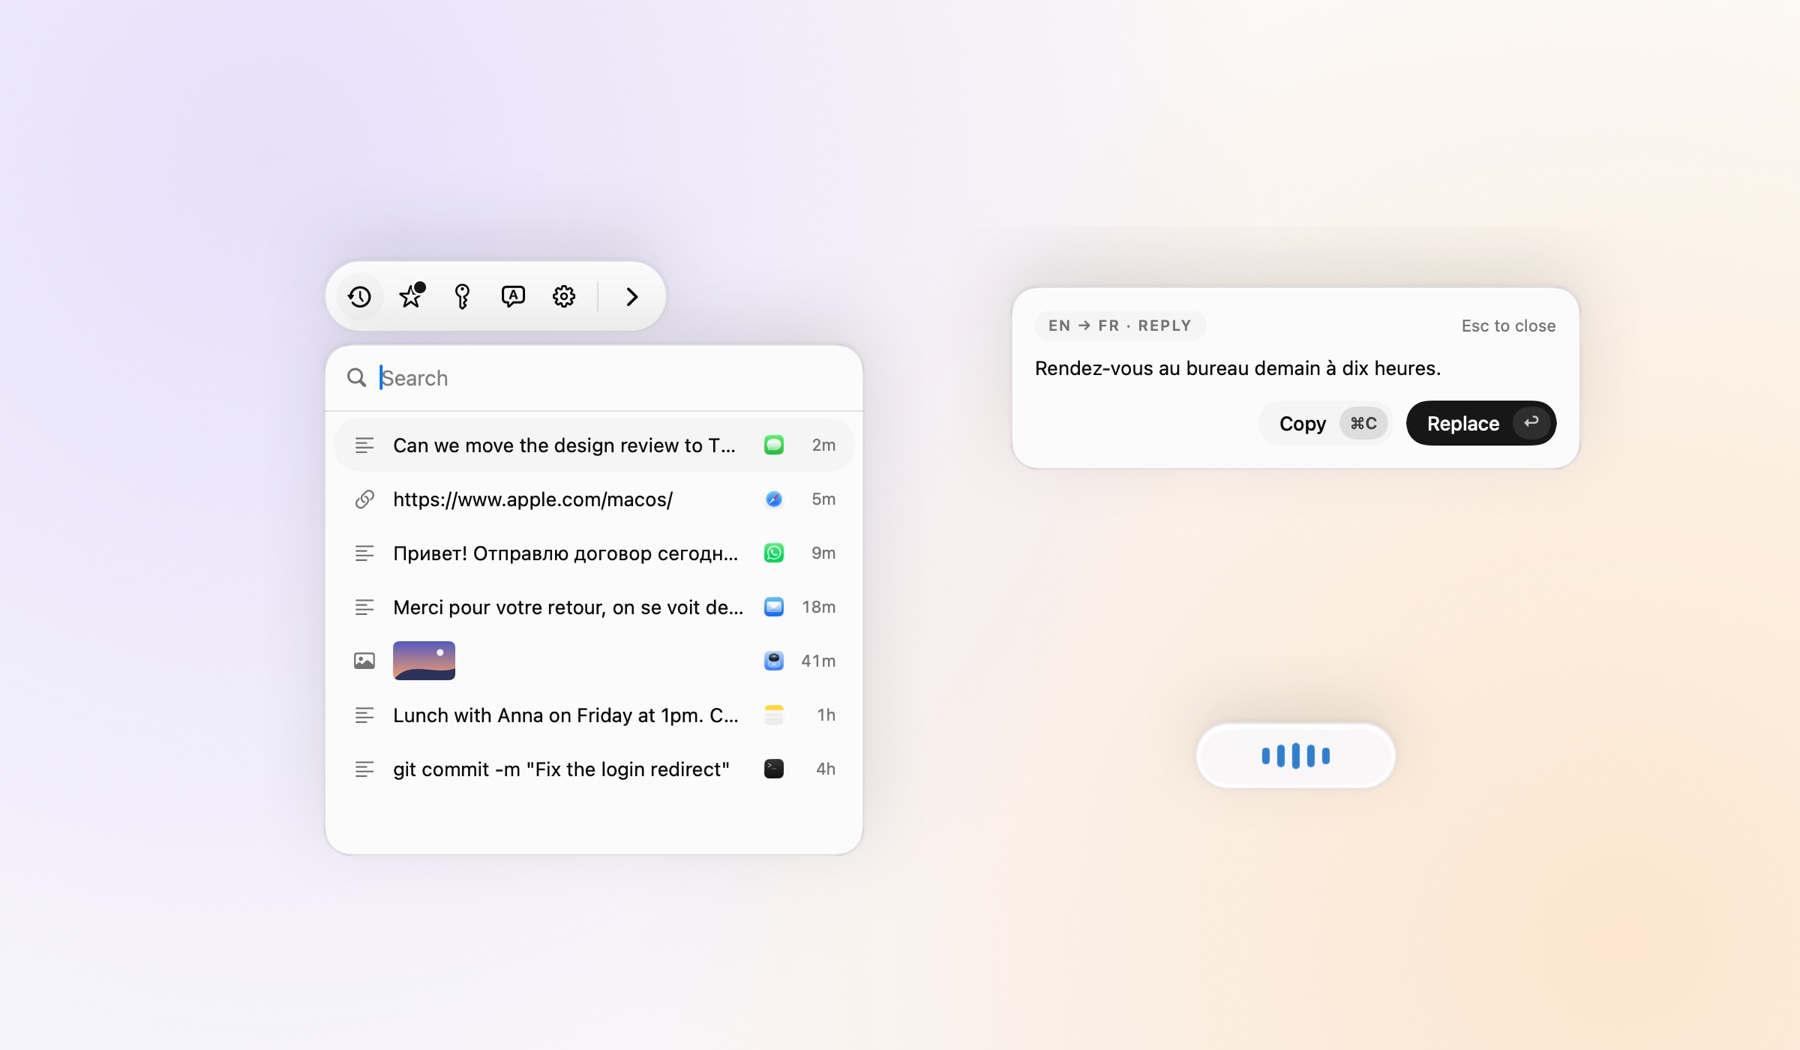 Search
Can we move the design review to T...
2m
https://www.apple.com/macos/
5m
Привет! Отправлю договор сегодн...
9m
Merci pour votre retour, on se voit de...
18m
41m
Lunch with Anna on Friday at 1pm. C...
1h
git commit -m "Fix the login redirect"
4h
EN → FR · REPLY
Esc to close
Rendez-vous au bureau demain à dix heures.
Copy ⌘C
Replace ↩